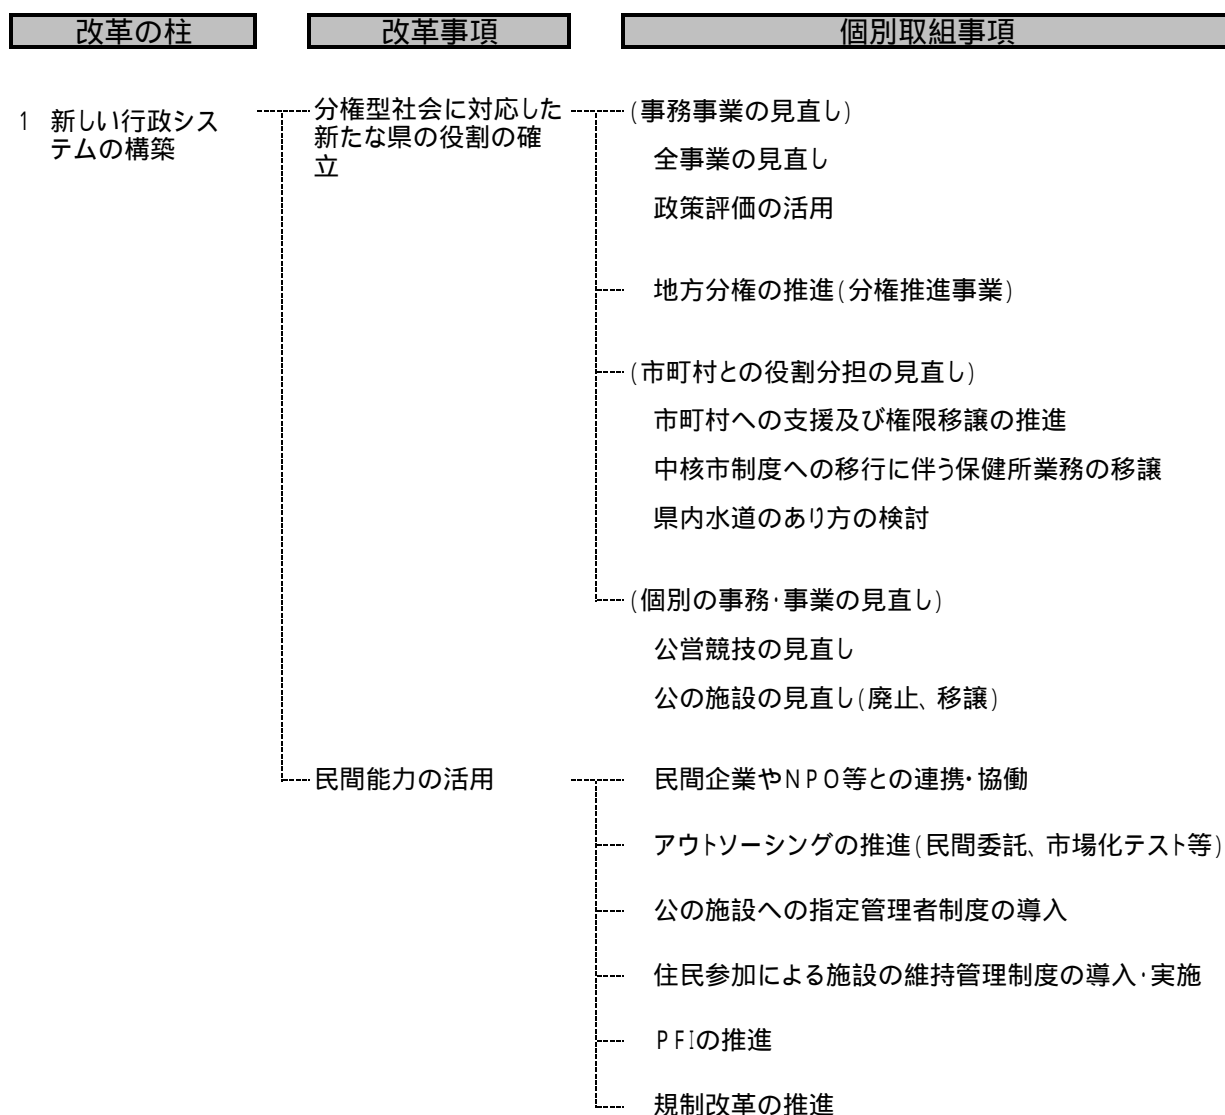 改革の柱
改革事項
個別取組事項
1 新しい行政シス
テムの構築
分権型社会に対応した
新たな県の役割の確
立
(事務事業の見直し)
全事業の見直し
政策評価の活用
地方分権の推進(分権推進事業)
(市町村との役割分担の見直し)
市町村への支援及び権限移譲の推進
中核市制度への移行に伴う保健所業務の移譲
県内水道のあり方の検討
(個別の事務・事業の見直し)
公営競技の見直し
公の施設の見直し(廃止、移譲)
民間能力の活用
民間企業やNPO等との連携・協働
アウトソーシングの推進(民間委託、市場化テスト等)
公の施設への指定管理者制度の導入
住民参加による施設の維持管理制度の導入・実施
PFIの推進
規制改革の推進